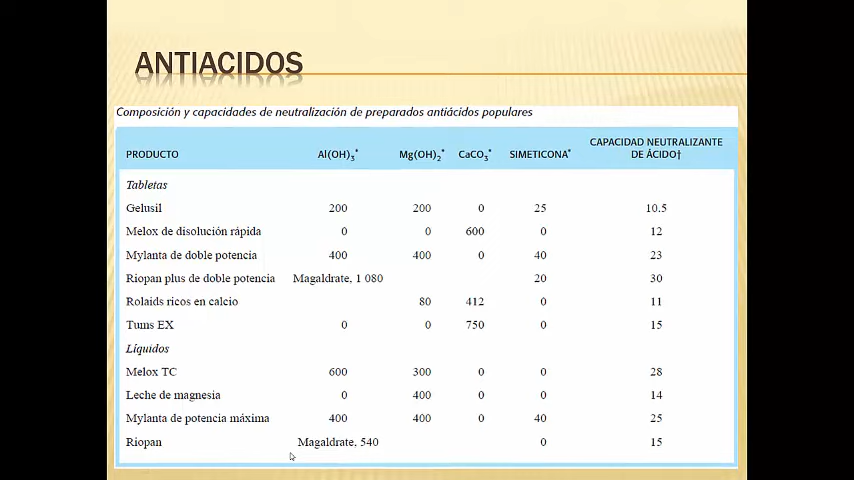 ANTIACIDOS
Composición y capacidades de neutralización de preparados antiácidos populares
PRODUCTO Al(OH)3* Mg(OH)2* CaCO3* SIMETICONA* CAPACIDAD NEUTRALIZANTE DE ÁCIDO†
Tabletas
Gelusil 200 200 0 25 10.5
Melox de disolución rápida 0 0 600 0 12
Mylanta de doble potencia 400 400 0 40 23
Riopan plus de doble potencia Magaldrate, 1 080 20 30
Rolaids ricos en calcio 80 412 0 11
Tums EX 0 0 750 0 15
Líquidos
Melox TC 600 300 0 0 28
Leche de magnesia 0 400 0 0 14
Mylanta de potencia máxima 400 400 0 40 25
Riopan Magaldrate, 540 0 15